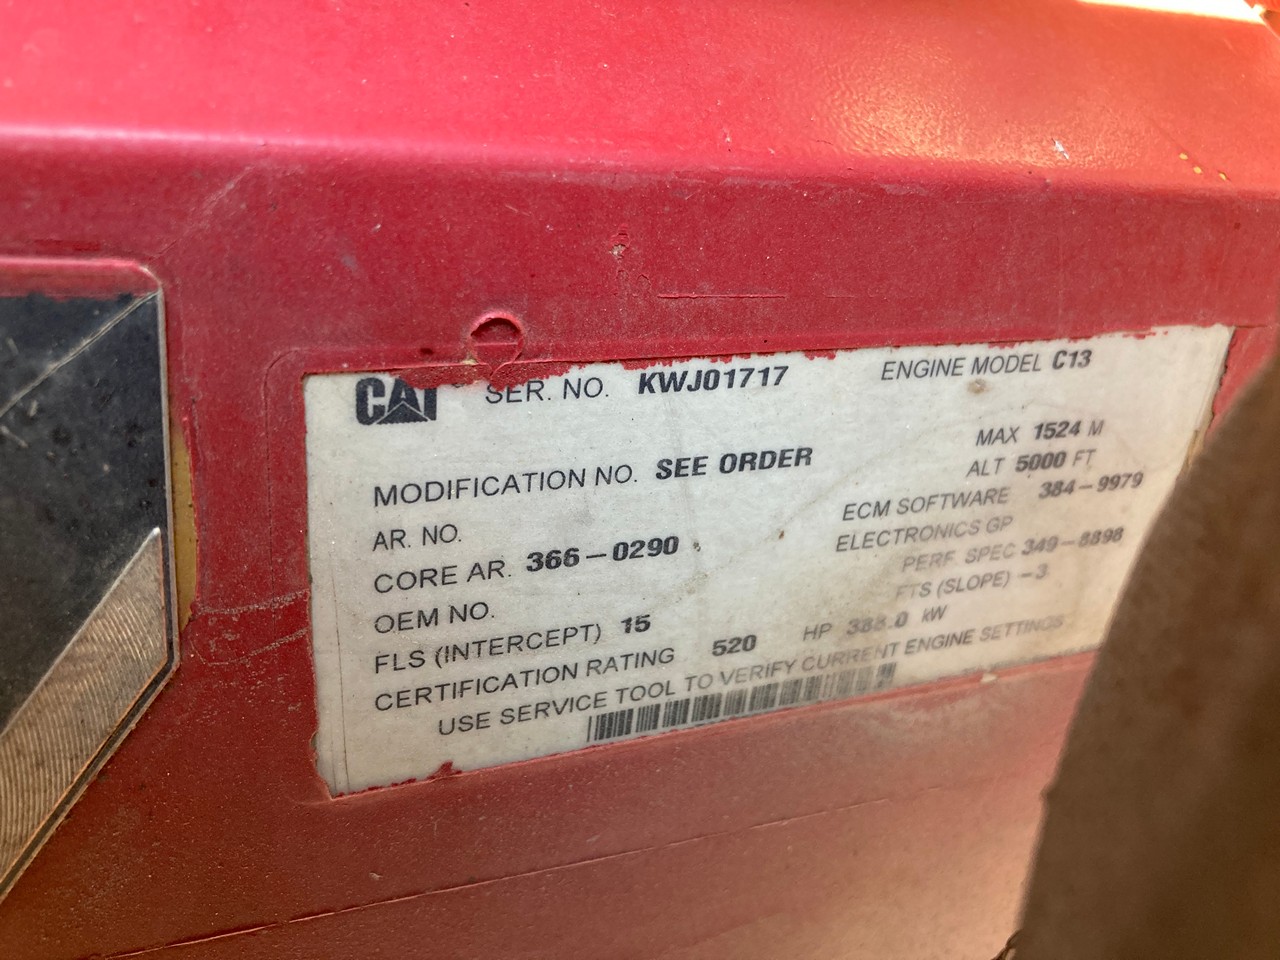 CAT SER. NO. KWJ01717 ENGINE MODEL C13
MODIFICATION NO. SEE ORDER MAX 1524 M
AR. NO. ALT 5000 FT
CORE AR. 366-0290 ECM SOFTWARE 384-9979
OEM NO. ELECTRONICS GP
FLS (INTERCEPT) 15 PERF. SPEC 349-8898
FTS (SLOPE) -3
CERTIFICATION RATING 520 HP 388.0 kW
USE SERVICE TOOL TO VERIFY CURRENT ENGINE SETTINGS